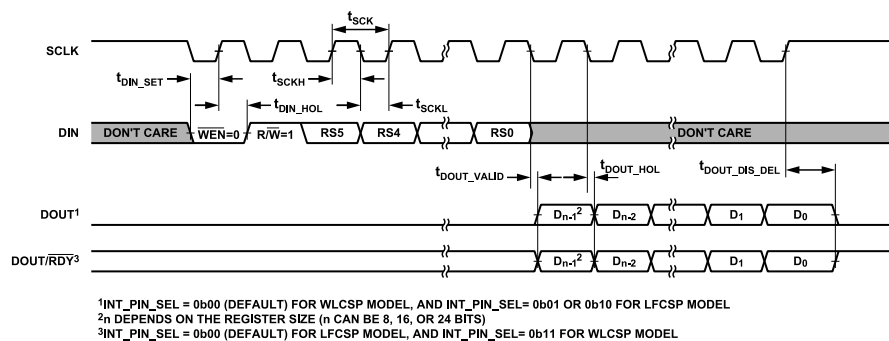 tSCK
SCLK
tDIN_SET
tSCKH
tDIN_HOL
tSCKL
DIN
DON'T CARE
WEN=0
R/W=1
RS5
RS4
RS0
DON'T CARE
tDOUT_VALID
tDOUT_HOL
tDOUT_DIS_DEL
DOUT1
Dn-12
Dn-2
D1
D0
DOUT/RDY3
Dn-12
Dn-2
D1
D0
1INT_PIN_SEL = 0b00 (DEFAULT) FOR WLCSP MODEL, AND INT_PIN_SEL= 0b01 OR 0b10 FOR LFCSP MODEL
2n DEPENDS ON THE REGISTER SIZE (n CAN BE 8, 16, OR 24 BITS)
3INT_PIN_SEL = 0b00 (DEFAULT) FOR LFCSP MODEL, AND INT_PIN_SEL= 0b11 FOR WLCSP MODEL